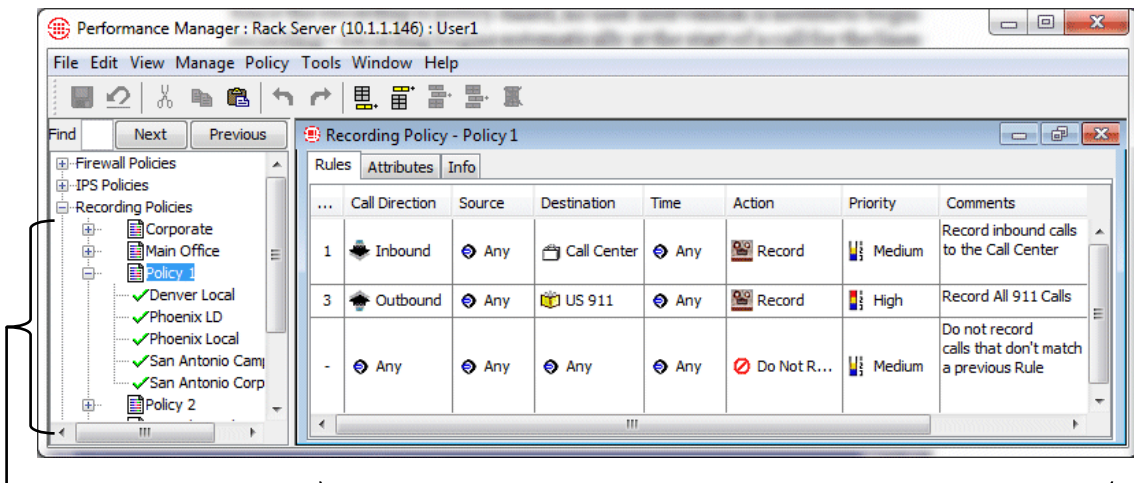 Performance Manager : Rack Server (10.1.1.146) : User1
File Edit View Manage Policy Tools Window Help
Find Next Previous
Firewall Policies
IPS Policies
Recording Policies
Corporate
Main Office
Policy 1
Denver Local
Phoenix LD
Phoenix Local
San Antonio Camp
San Antonio Corp
Policy 2
Recording Policy - Policy 1
Rules Attributes Info
... Call Direction Source Destination Time Action Priority Comments
1 Inbound Any Call Center Any Record Medium Record inbound calls
to the Call Center
3 Outbound Any US 911 Any Record High Record All 911 Calls
- Any Any Any Any Do Not R... Medium Do not record
calls that don't match
a previous Rule